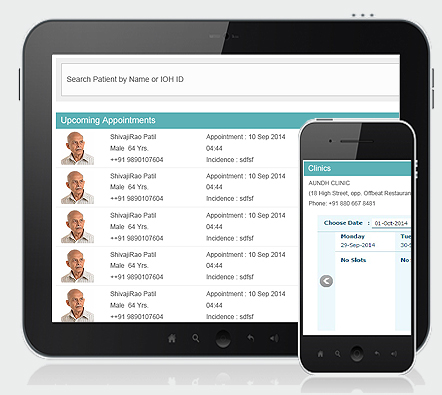 Search Patient by Name or IOH ID
Upcoming Appointments
ShivajiRao Patil
Appointment : 10 Sep 2014
Male 64 Yrs.
04:44
++91 9890107604
Incidence : sdfsf
ShivajiRao Patil
Appointment : 10 Sep 2014
Male 64 Yrs.
04:44
++91 9890107604
Incidence : sdfsf
ShivajiRao Patil
Appointment : 10 Sep 2014
Male 64 Yrs.
04:44
++91 9890107604
Incidence : sdfsf
ShivajiRao Patil
Appointment : 10 Sep 2014
Male 64 Yrs.
04:44
++91 9890107604
Incidence : sdfsf
ShivajiRao Patil
Appointment : 10 Sep 2014
Male 64 Yrs.
04:44
++91 9890107604
Incidence : sdfsf
Clinics
AUNDH CLINIC
(18 High Street, opp. Offbeat Restauran
Phone: +91 880 667 8481
Choose Date : 01-Oct-2014
Monday
Tue
29-Sep-2014
30-S
No Slots
No